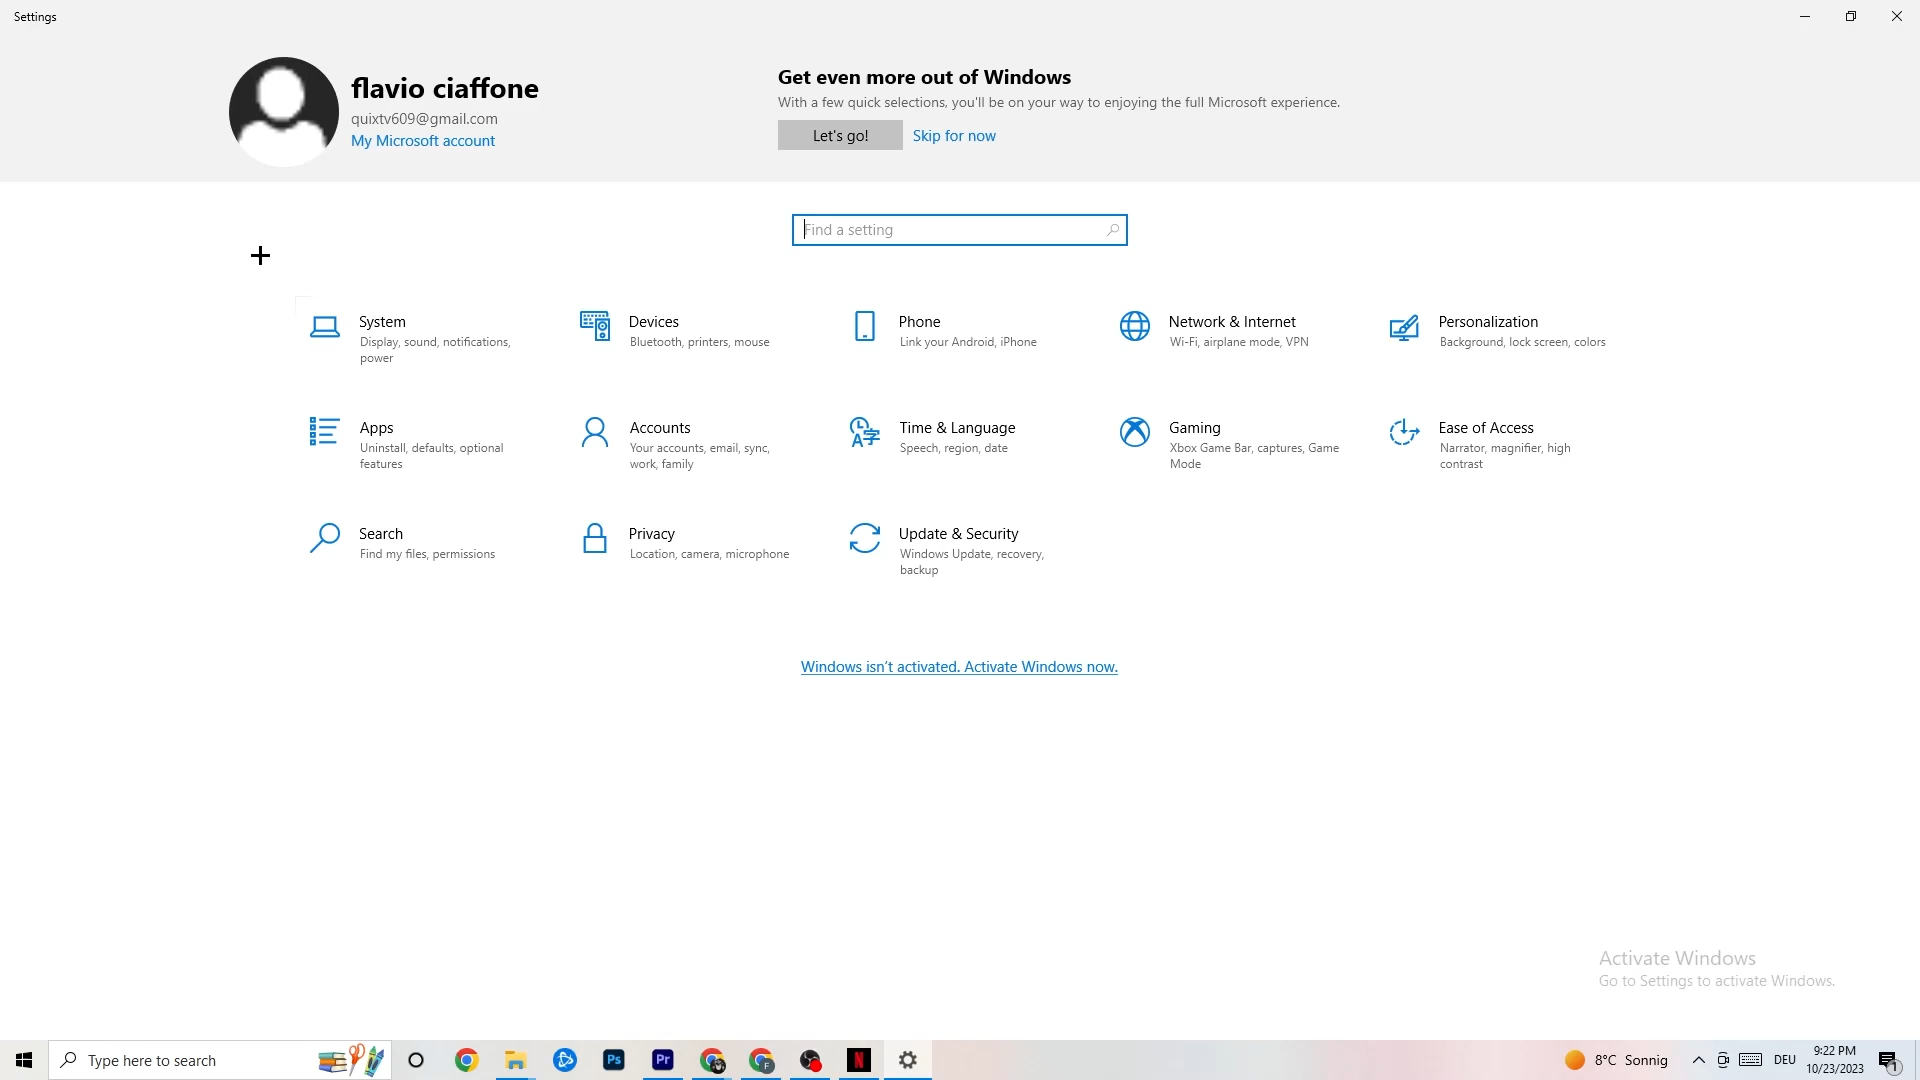 Settings
flavio ciaffone
quixtv609@gmail.com
My Microsoft account
Get even more out of Windows
With a few quick selections, you'll be on your way to enjoying the full Microsoft experience.
Let's go!
Skip for now
Find a setting
System
Display, sound, notifications,
power
Devices
Bluetooth, printers, mouse
Phone
Link your Android, iPhone
Network & Internet
Wi-Fi, airplane mode, VPN
Personalization
Background, lock screen, colors
Apps
Uninstall, defaults, optional
features
Accounts
Your accounts, email, sync,
work, family
Time & Language
Speech, region, date
Gaming
Xbox Game Bar, captures, Game
Mode
Ease of Access
Narrator, magnifier, high
contrast
Search
Find my files, permissions
Privacy
Location, camera, microphone
Update & Security
Windows Update, recovery,
backup
Windows isn't activated. Activate Windows now.
Activate Windows
Go to Settings to activate Windows.
Type here to search
Ps
Pr
F
N
8°C Sonnig
DEU
9:22 PM
10/23/2023
1